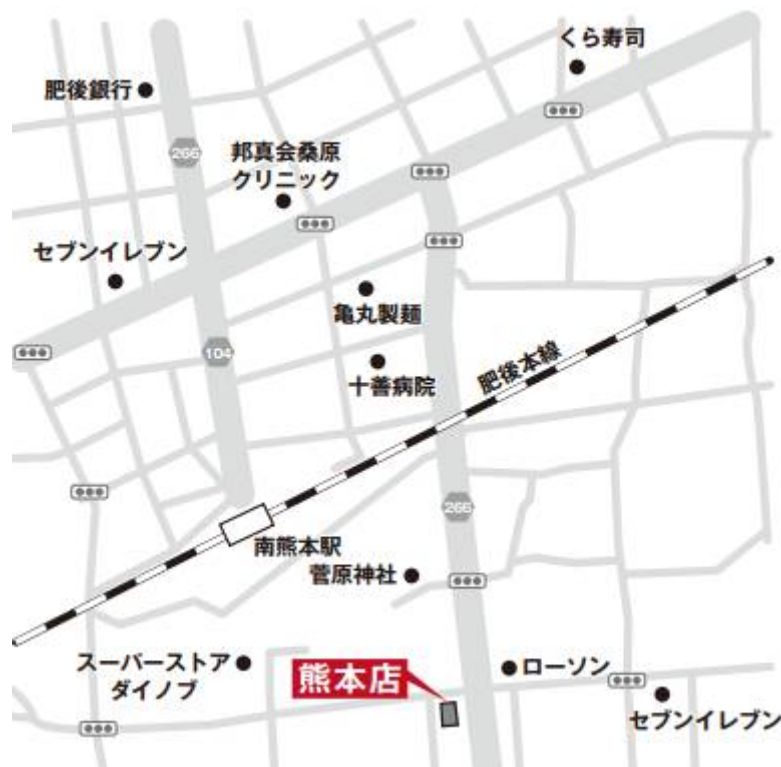 くら寿司
肥後銀行
266
邦真会桑原
クリニック
セブンイレブン
亀丸製麺
104
十善病院
肥後本線
266
南熊本駅
菅原神社
スーパーストア
ダイノブ
熊本店
ローソン
セブンイレブン